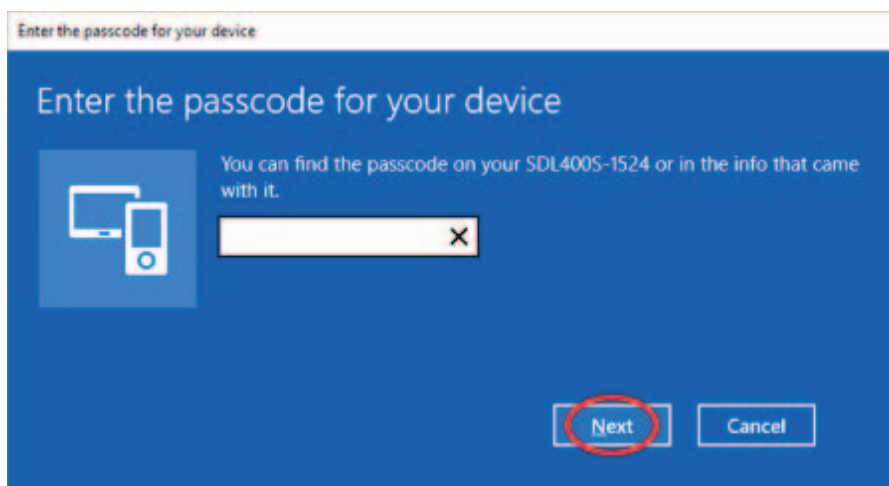 Enter the passcode for your device
Enter the passcode for your device
You can find the passcode on your SDL400S-1524 or in the info that came
with it.
Next
Cancel